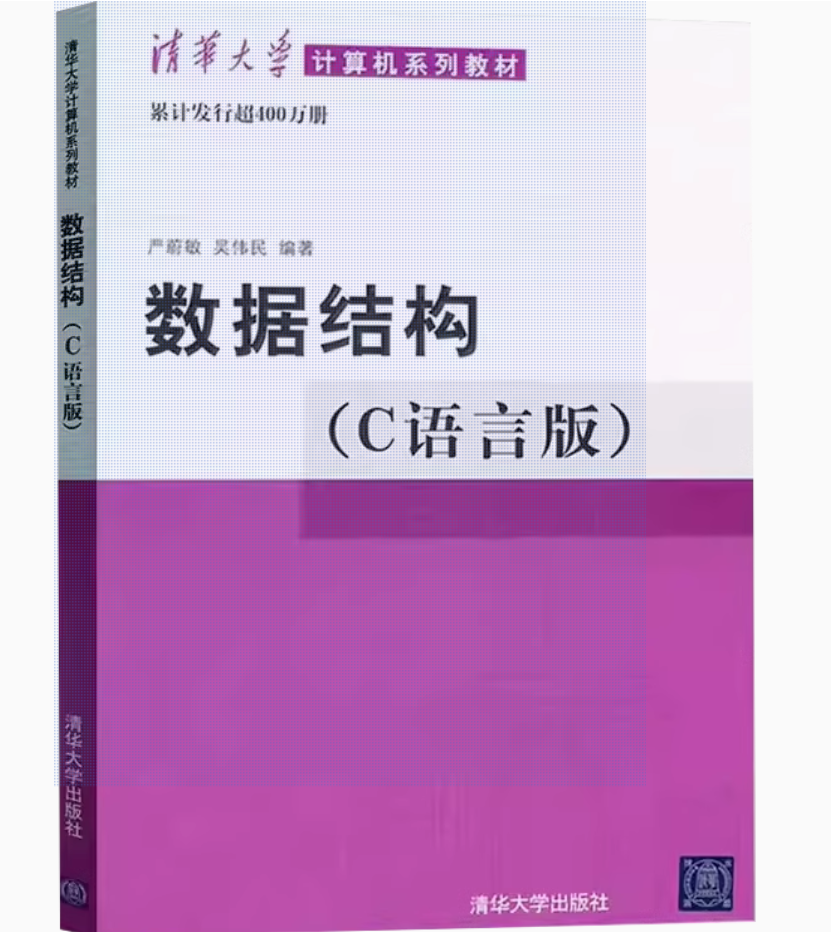 清华大学 计算机系列教材
累计发行超400万册
严蔚敏 吴伟民 编著
数据结构
（C语言版）
清华大学出版社
清华大学计算机系列教材
数据结构（C语言版）
清华大学出版社